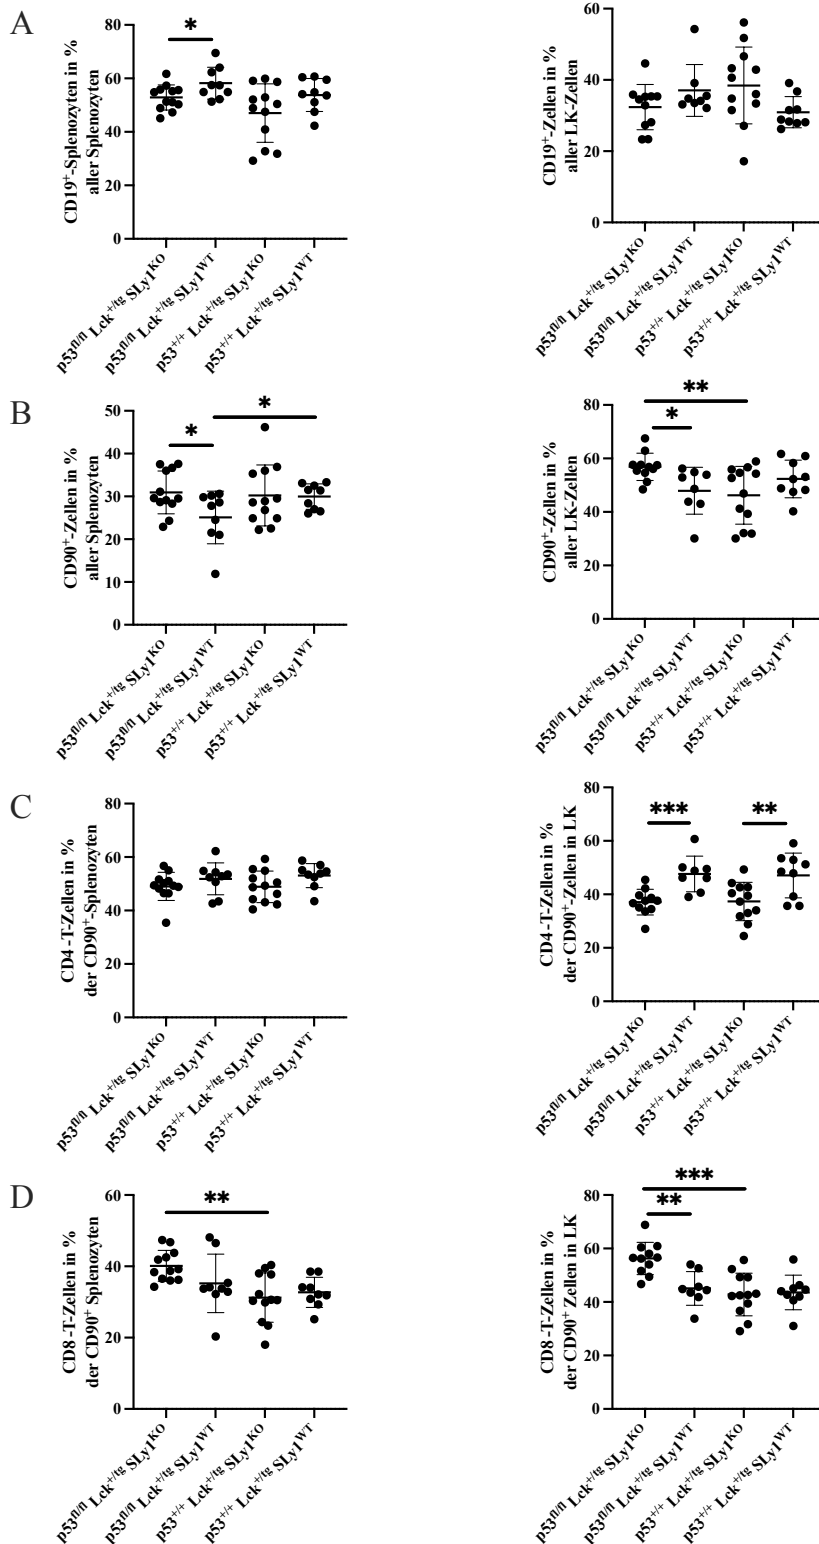 A
CD19⁺-Splenozyten in %
aller Splenozyten
80
60
40
20
0
*
p53ᶠˡ/ᶠˡ Lck⁺/ᵗᵍ SLy1ᴷᴼ
p53ᶠˡ/ᶠˡ Lck⁺/ᵗᵍ SLy1ᵂᵀ
p53⁺/⁺ Lck⁺/ᵗᵍ SLy1ᴷᴼ
p53⁺/⁺ Lck⁺/ᵗᵍ SLy1ᵂᵀ
CD19⁺-Zellen in %
aller LK-Zellen
60
40
20
0
p53ᶠˡ/ᶠˡ Lck⁺/ᵗᵍ SLy1ᴷᴼ
p53ᶠˡ/ᶠˡ Lck⁺/ᵗᵍ SLy1ᵂᵀ
p53⁺/⁺ Lck⁺/ᵗᵍ SLy1ᴷᴼ
p53⁺/⁺ Lck⁺/ᵗᵍ SLy1ᵂᵀ
B
CD90⁺-Zellen in %
aller Splenozyten
50
40
30
20
10
0
*
*
p53ᶠˡ/ᶠˡ Lck⁺/ᵗᵍ SLy1ᴷᴼ
p53ᶠˡ/ᶠˡ Lck⁺/ᵗᵍ SLy1ᵂᵀ
p53⁺/⁺ Lck⁺/ᵗᵍ SLy1ᴷᴼ
p53⁺/⁺ Lck⁺/ᵗᵍ SLy1ᵂᵀ
CD90⁺-Zellen in %
aller LK-Zellen
80
60
40
20
0
**
*
p53ᶠˡ/ᶠˡ Lck⁺/ᵗᵍ SLy1ᴷᴼ
p53ᶠˡ/ᶠˡ Lck⁺/ᵗᵍ SLy1ᵂᵀ
p53⁺/⁺ Lck⁺/ᵗᵍ SLy1ᴷᴼ
p53⁺/⁺ Lck⁺/ᵗᵍ SLy1ᵂᵀ
C
CD4-T-Zellen in %
der CD90⁺-Splenozyten
80
60
40
20
0
p53ᶠˡ/ᶠˡ Lck⁺/ᵗᵍ SLy1ᴷᴼ
p53ᶠˡ/ᶠˡ Lck⁺/ᵗᵍ SLy1ᵂᵀ
p53⁺/⁺ Lck⁺/ᵗᵍ SLy1ᴷᴼ
p53⁺/⁺ Lck⁺/ᵗᵍ SLy1ᵂᵀ
CD4-T-Zellen in %
der CD90⁺-Zellen in LK
80
60
40
20
0
***
**
p53ᶠˡ/ᶠˡ Lck⁺/ᵗᵍ SLy1ᴷᴼ
p53ᶠˡ/ᶠˡ Lck⁺/ᵗᵍ SLy1ᵂᵀ
p53⁺/⁺ Lck⁺/ᵗᵍ SLy1ᴷᴼ
p53⁺/⁺ Lck⁺/ᵗᵍ SLy1ᵂᵀ
D
CD8-T-Zellen in %
der CD90⁺ Splenozyten
60
40
20
0
**
p53ᶠˡ/ᶠˡ Lck⁺/ᵗᵍ SLy1ᴷᴼ
p53ᶠˡ/ᶠˡ Lck⁺/ᵗᵍ SLy1ᵂᵀ
p53⁺/⁺ Lck⁺/ᵗᵍ SLy1ᴷᴼ
p53⁺/⁺ Lck⁺/ᵗᵍ SLy1ᵂᵀ
CD8-T-Zellen in %
der CD90⁺ Zellen in LK
80
60
40
20
0
***
**
p53ᶠˡ/ᶠˡ Lck⁺/ᵗᵍ SLy1ᴷᴼ
p53ᶠˡ/ᶠˡ Lck⁺/ᵗᵍ SLy1ᵂᵀ
p53⁺/⁺ Lck⁺/ᵗᵍ SLy1ᴷᴼ
p53⁺/⁺ Lck⁺/ᵗᵍ SLy1ᵂᵀ